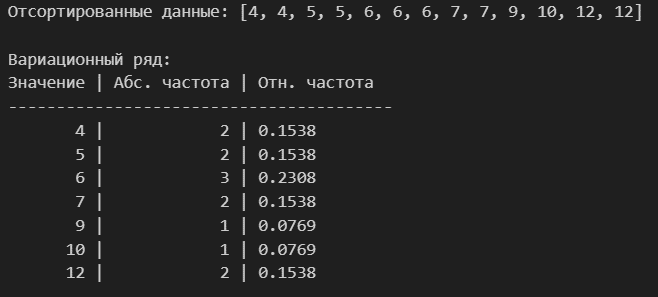 Отсортированные данные: [4, 4, 5, 5, 6, 6, 6, 7, 7, 9, 10, 12, 12]
Вариационный ряд:
Значение | Абс. частота | Отн. частота
----------------------------------------
4 | 2 | 0.1538
5 | 2 | 0.1538
6 | 3 | 0.2308
7 | 2 | 0.1538
9 | 1 | 0.0769
10 | 1 | 0.0769
12 | 2 | 0.1538